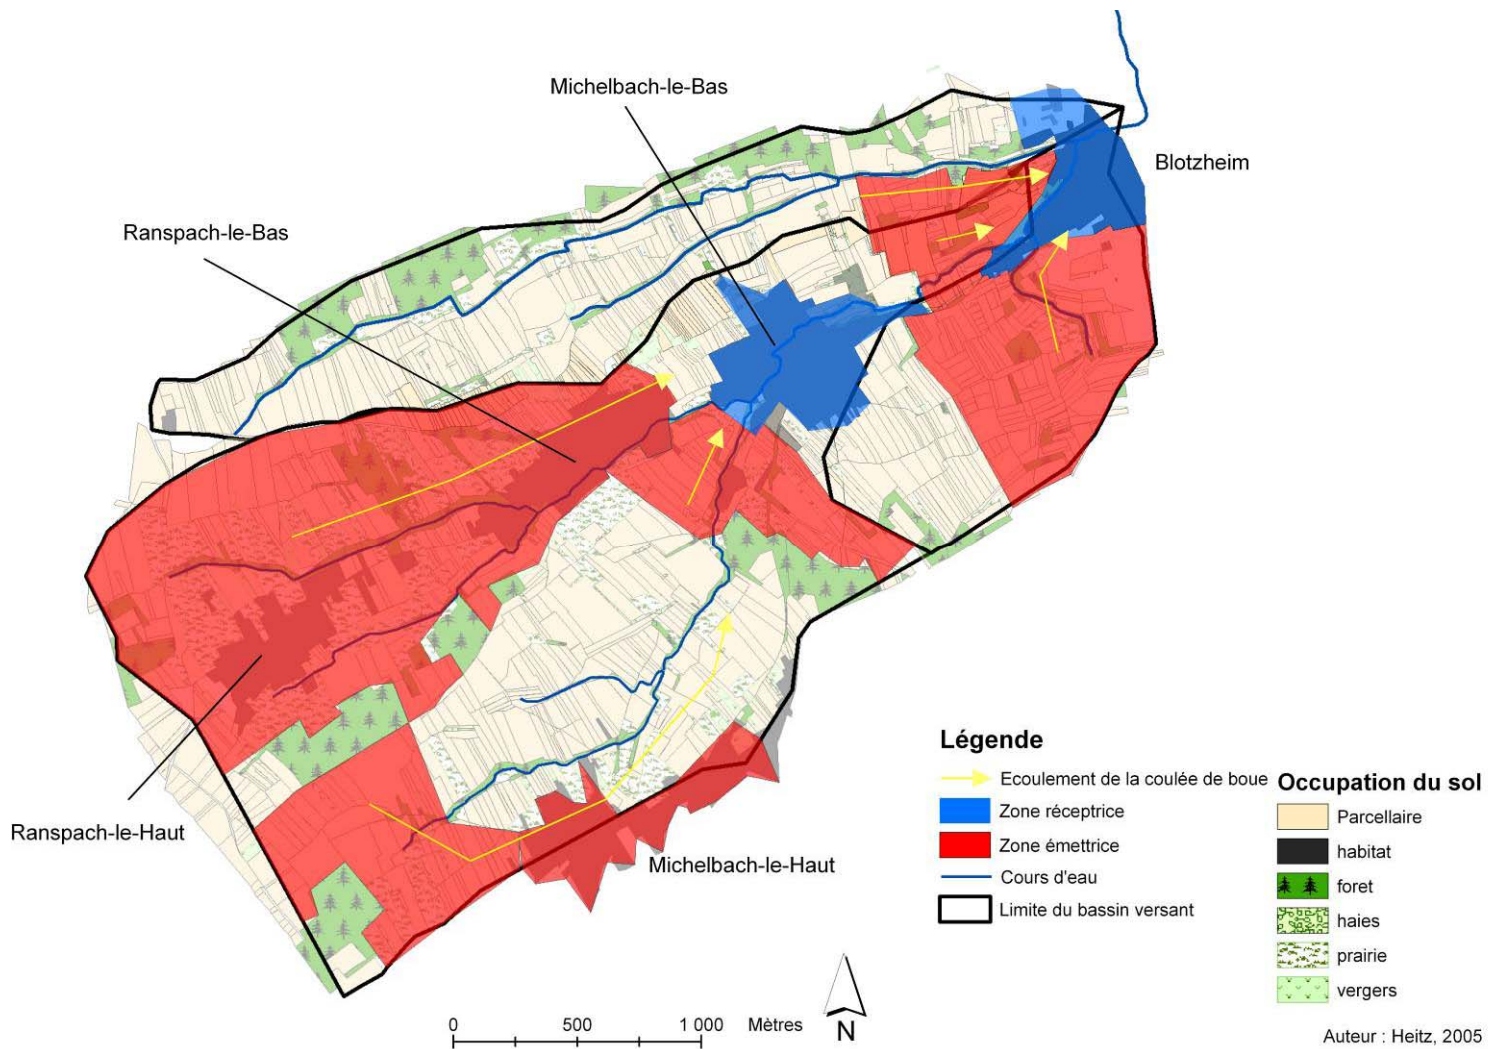 Michelbach-le-Bas
Blotzheim
Ranspach-le-Bas
Ranspach-le-Haut
Michelbach-le-Haut
Légende
Ecoulement de la coulée de boue
Zone réceptrice
Zone émettrice
Cours d'eau
Limite du bassin versant
Occupation du sol
Parcellaire
habitat
foret
haies
prairie
vergers
0 500 1 000 Mètres
N
Auteur : Heitz, 2005